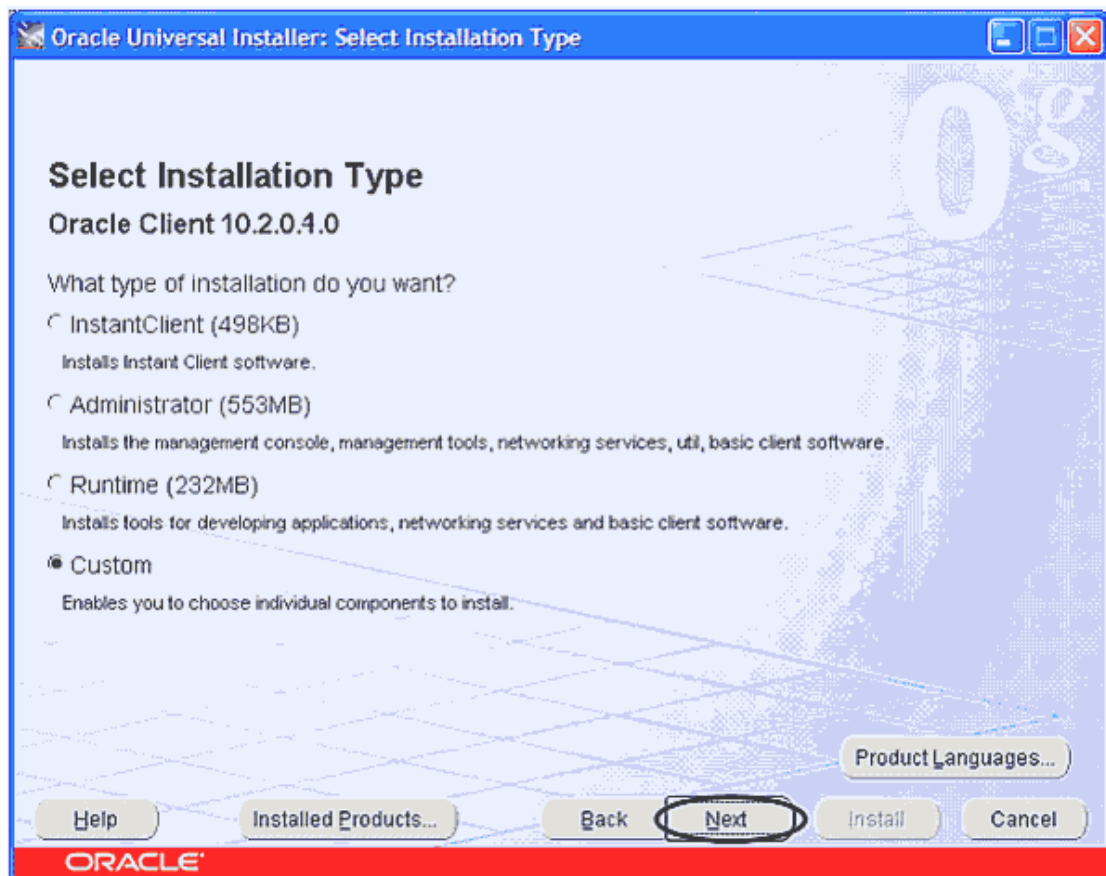 Oracle Universal Installer: Select Installation Type
0g
Select Installation Type
Oracle Client 10.2.0.4.0
What type of installation do you want?
InstantClient (498KB)
Installs Instant Client software.
Administrator (553MB)
Installs the management console, management tools, networking services, util, basic client software.
Runtime (232MB)
Installs tools for developing applications, networking services and basic client software.
Custom
Enables you to choose individual components to install.
Product Languages...
Help Installed Products... Back Next Install Cancel
ORACLE